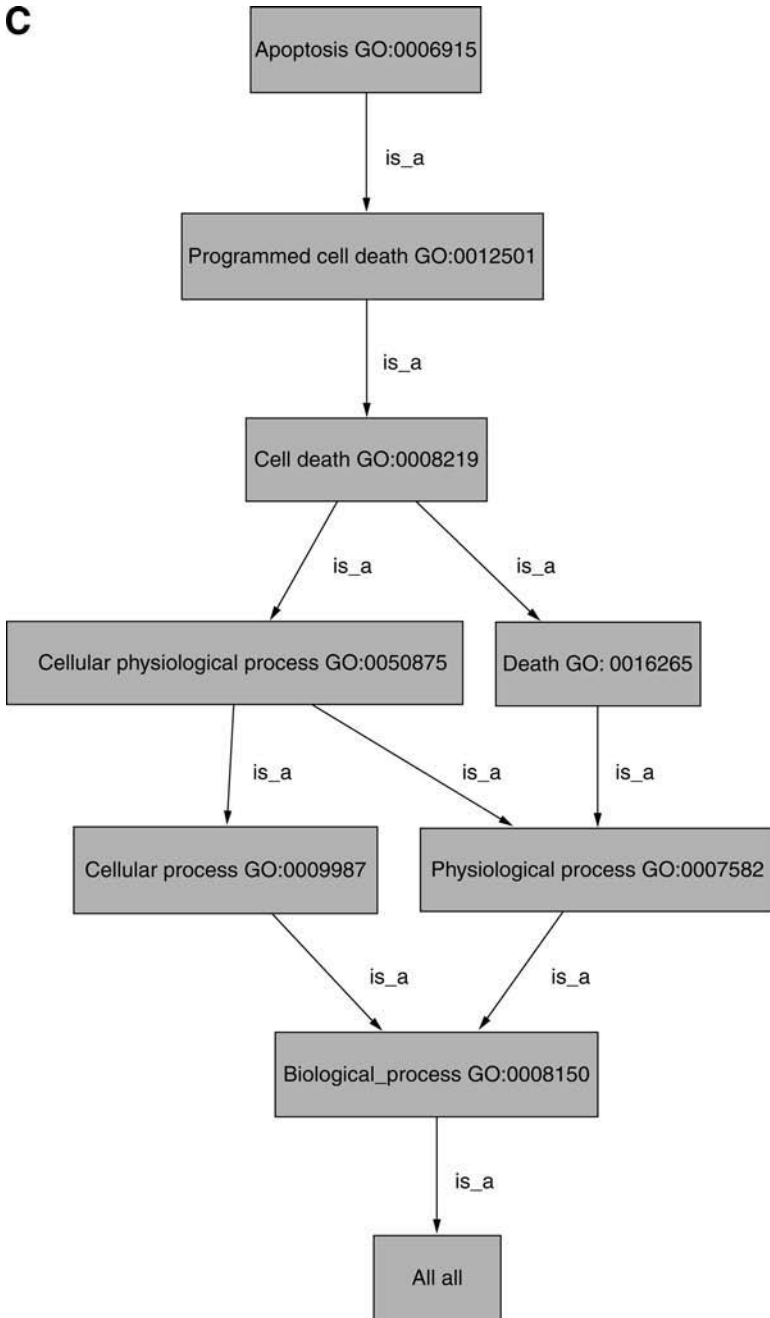 C
Apoptosis GO:0006915
is_a
Programmed cell death GO:0012501
is_a
Cell death GO:0008219
is_a
is_a
Cellular physiological process GO:0050875
Death GO: 0016265
is_a
is_a
is_a
Cellular process GO:0009987
Physiological process GO:0007582
is_a
is_a
Biological_process GO:0008150
is_a
All all